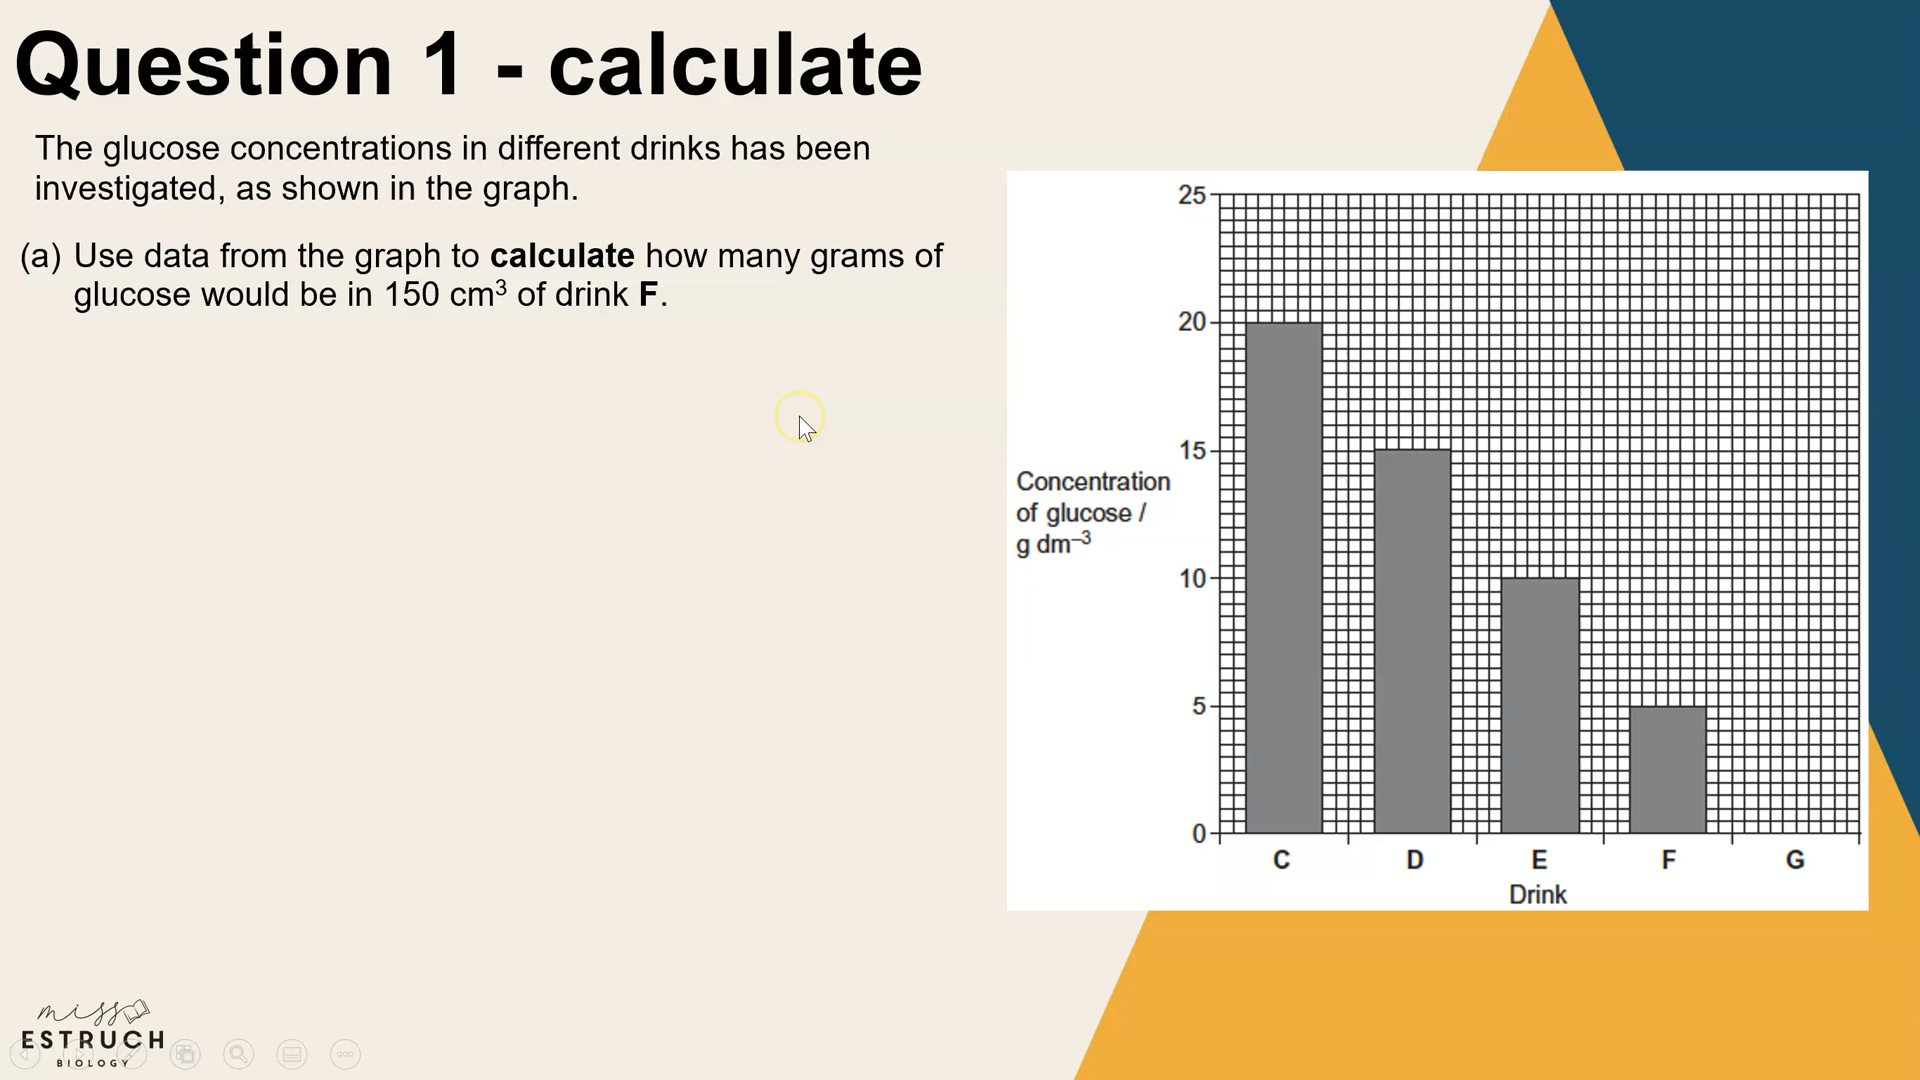 Question 1 - calculate
The glucose concentrations in different drinks has been
investigated, as shown in the graph.
(a) Use data from the graph to calculate how many grams of
glucose would be in 150 cm³ of drink F.
25
20
15
10
5
0
Concentration
of glucose /
g dm⁻³
C D E F G
Drink
miss
ESTRUCH
BIOLOGY